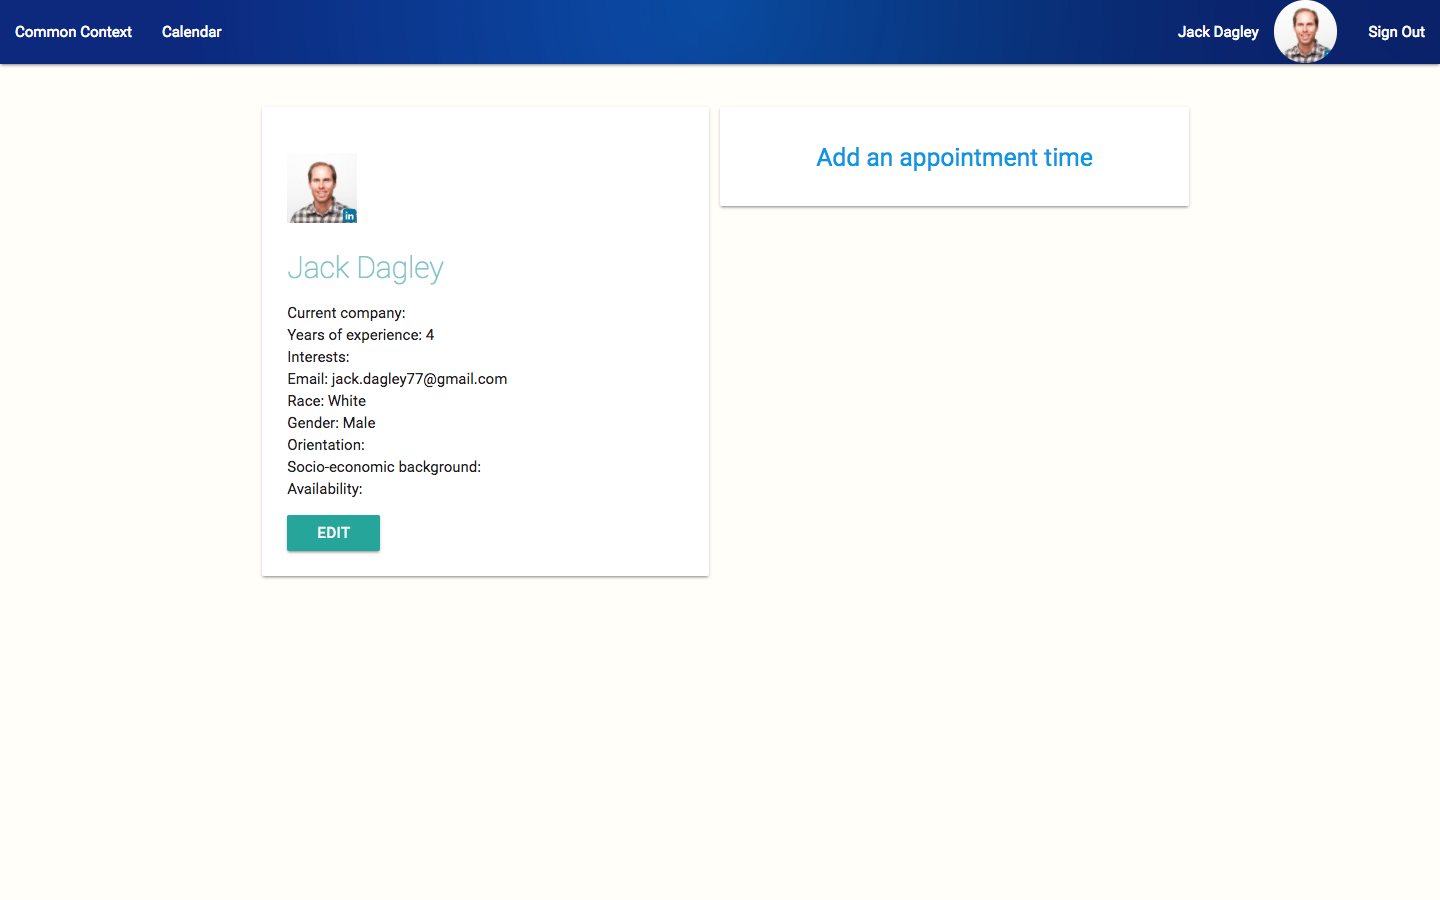 Common Context
Calendar
Jack Dagley
Sign Out
in
Jack Dagley
Current company:
Years of experience: 4
Interests:
Email: jack.dagley77@gmail.com
Race: White
Gender: Male
Orientation:
Socio-economic background:
Availability:
EDIT
Add an appointment time